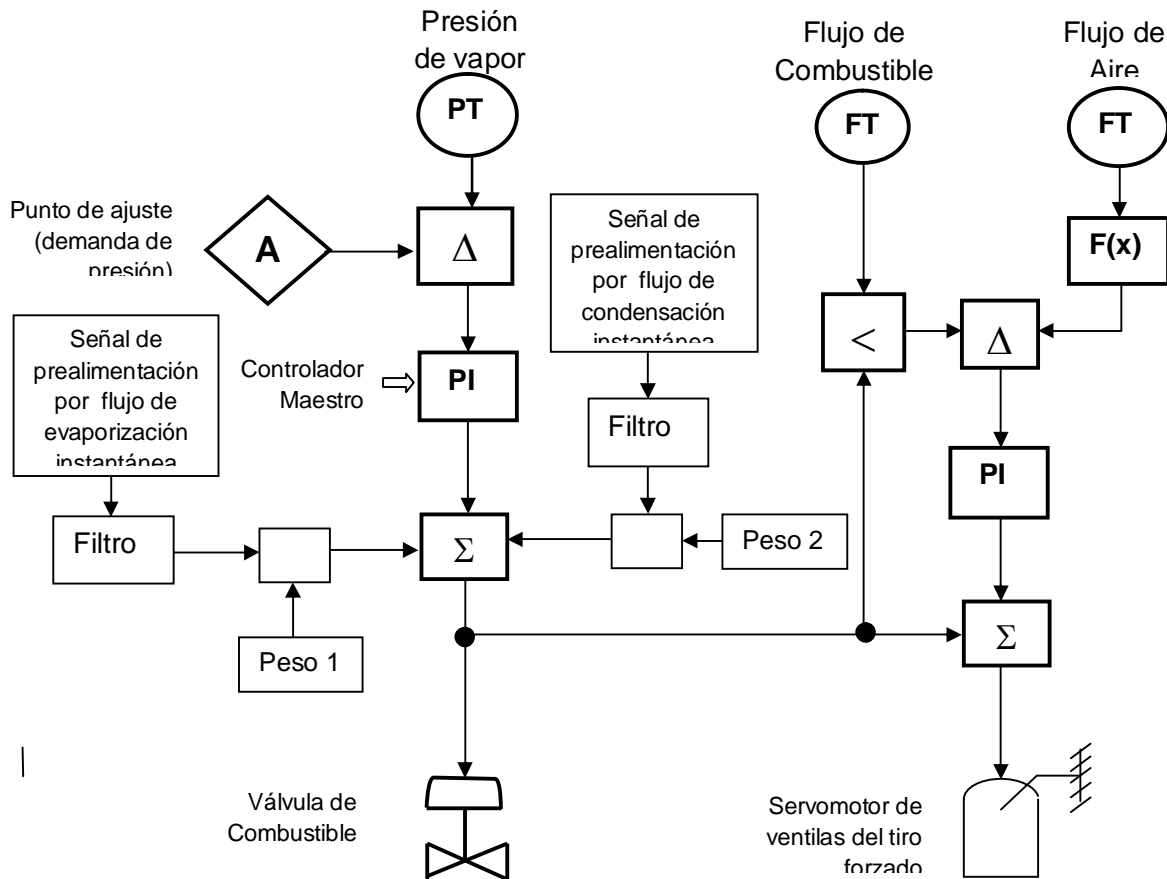 Presión
de vapor
PT
Flujo de
Combustible
FT
Flujo de
Aire
FT
Punto de ajuste
(demanda de
presión)
A
Δ
Señal de
prealimentación
por flujo de
condensación
instantánea
F(x)
Señal de
prealimentación
por flujo de
evaporización
instantánea
Controlador
Maestro
PI
<
Δ
Filtro
PI
Filtro
Σ
Peso 2
Peso 1
Σ
Válvula de
Combustible
Servomotor de
ventilas del tiro
forzado